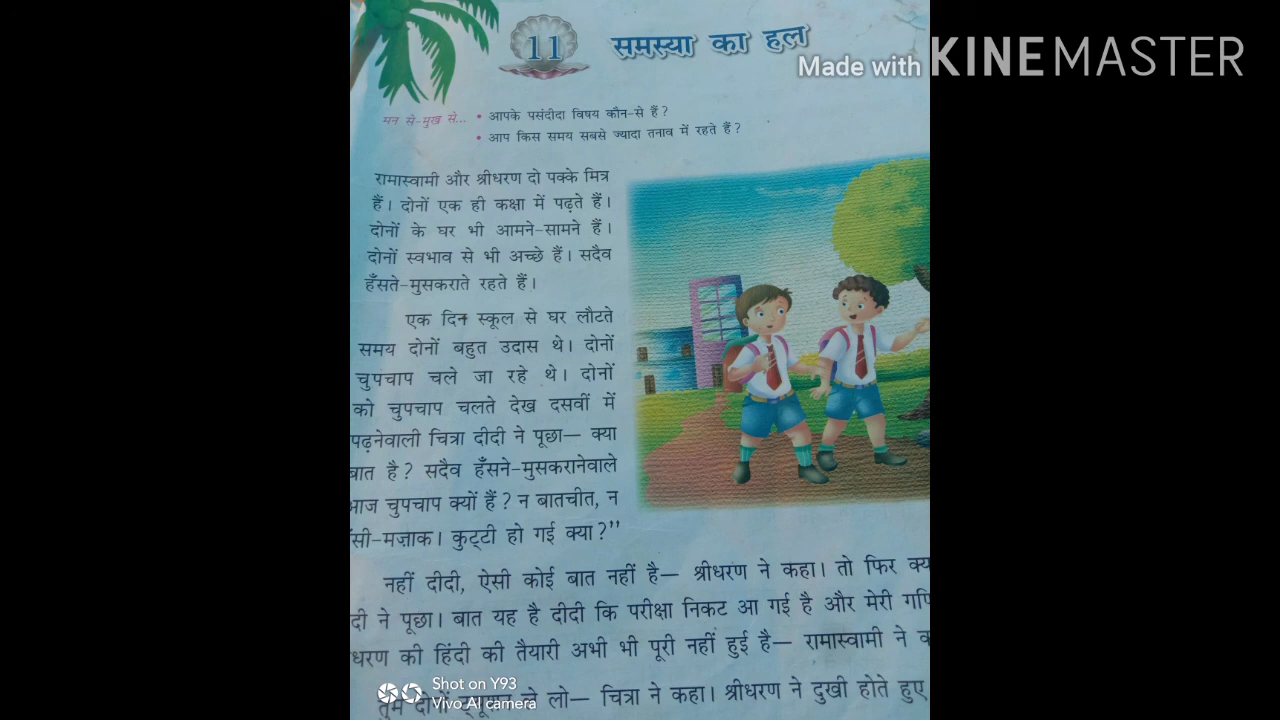 11 समस्या का हल
Made with KINEMASTER
मन से-मुख से... • आपके पसंदीदा विषय कौन-से हैं?
• आप किस समय सबसे ज्यादा तनाव में रहते हैं?
रामास्वामी और श्रीधरण दो पक्के मित्र
हैं। दोनों एक ही कक्षा में पढ़ते हैं।
दोनों के घर भी आमने-सामने हैं।
दोनों स्वभाव से भी अच्छे हैं। सदैव
हँसते-मुसकराते रहते हैं।
एक दिन स्कूल से घर लौटते
समय दोनों बहुत उदास थे। दोनों
चुपचाप चले जा रहे थे। दोनों
को चुपचाप चलते देख दसवीं में
पढ़नेवाली चित्रा दीदी ने पूछा— क्या
बात है? सदैव हँसने-मुसकरानेवाले
आज चुपचाप क्यों हैं? न बातचीत, न
सी-मज़ाक। कुट्टी हो गई क्या?”
नहीं दीदी, ऐसी कोई बात नहीं है— श्रीधरण ने कहा। तो फिर क्य
दी ने पूछा। बात यह है दीदी कि परीक्षा निकट आ गई है और मेरी गणि
धरण की हिंदी की तैयारी अभी भी पूरी नहीं हुई है— रामास्वामी ने क
तुम दोनों ट्यूशन ले लो— चित्रा ने कहा। श्रीधरण ने दुखी होते हुए
Shot on Y93
Vivo AI camera